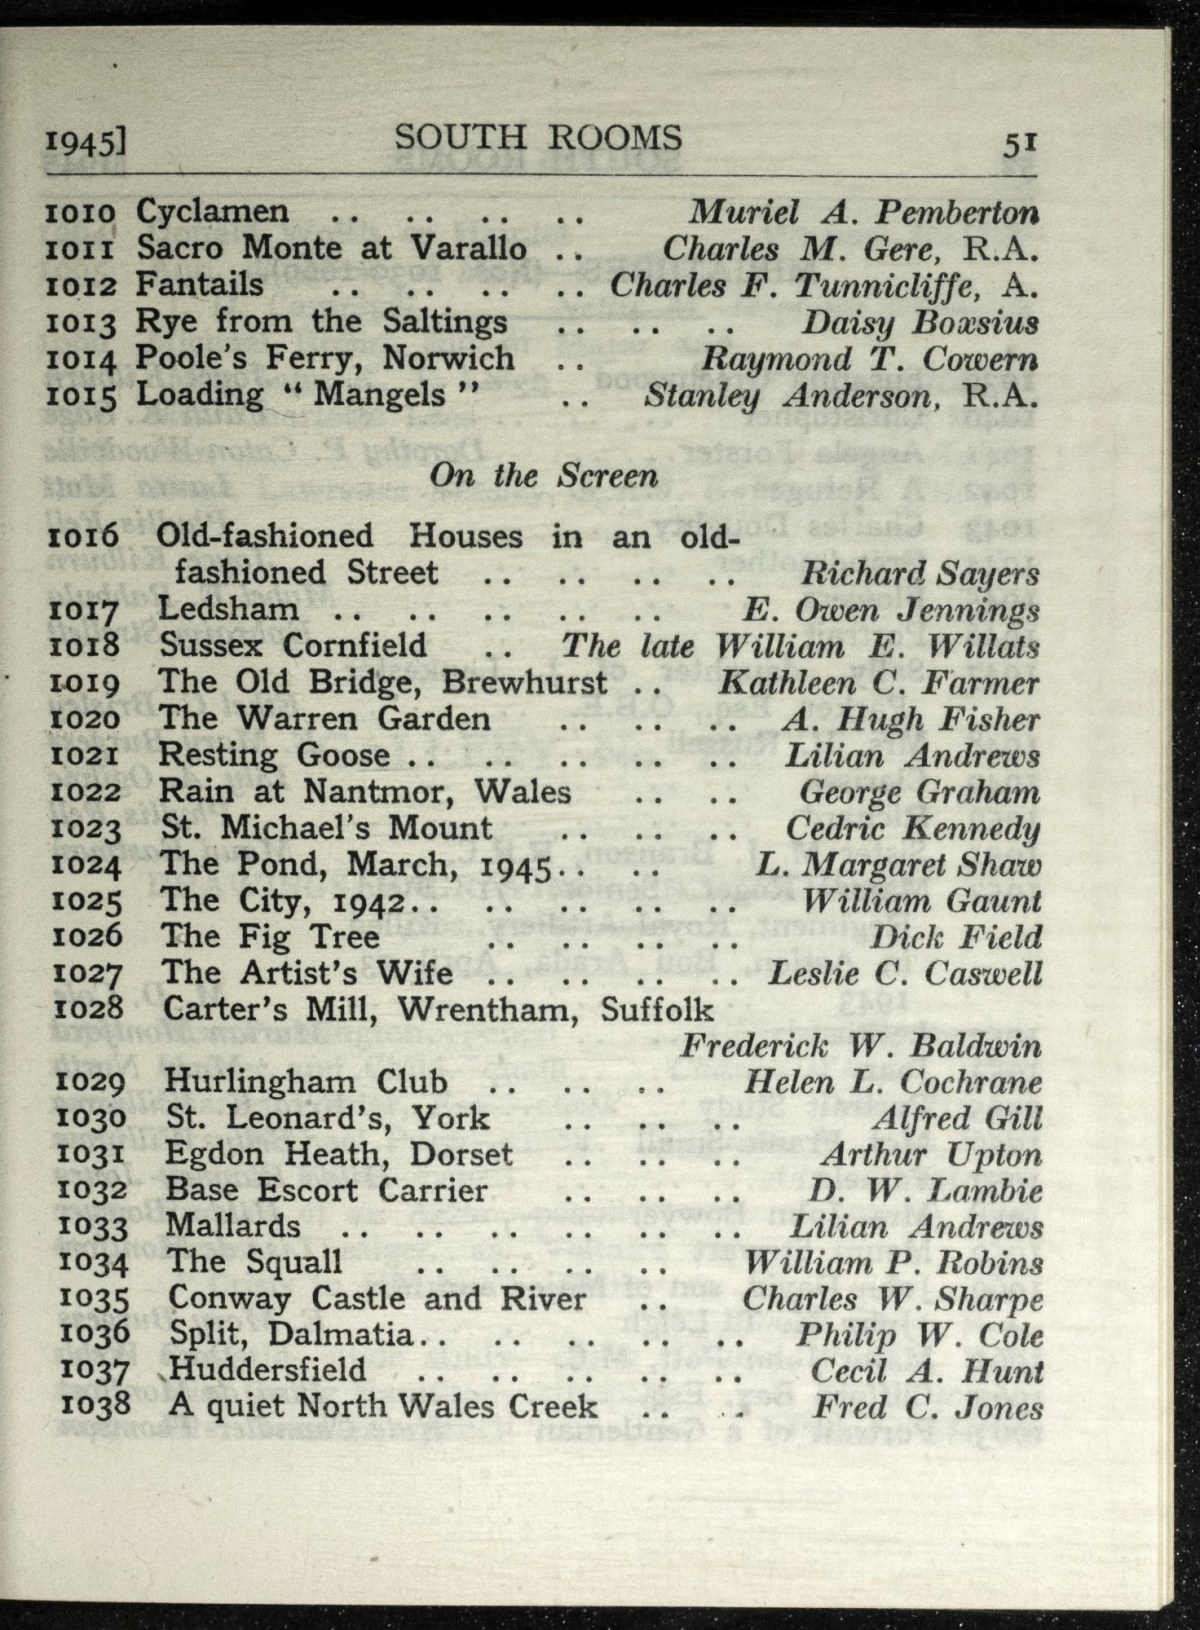 1945] SOUTH ROOMS 51
1010 Cyclamen .. .. .. .. Muriel A. Pemberton
1011 Sacro Monte at Varallo .. Charles M. Gere, R.A.
1012 Fantails .. .. .. .. Charles F. Tunnicliffe, A.
1013 Rye from the Saltings .. .. .. Daisy Boxsius
1014 Poole's Ferry, Norwich .. Raymond T. Cowern
1015 Loading “ Mangels ” .. Stanley Anderson, R.A.
On the Screen
1016 Old-fashioned Houses in an old-
fashioned Street .. .. .. .. Richard Sayers
1017 Ledsham .. .. .. .. .. E. Owen Jennings
1018 Sussex Cornfield .. The late William E. Willats
1019 The Old Bridge, Brewhurst .. Kathleen C. Farmer
1020 The Warren Garden .. .. .. A. Hugh Fisher
1021 Resting Goose .. .. .. .. .. Lilian Andrews
1022 Rain at Nantmor, Wales .. .. George Graham
1023 St. Michael's Mount .. .. .. Cedric Kennedy
1024 The Pond, March, 1945.. .. L. Margaret Shaw
1025 The City, 1942.. .. .. .. .. William Gaunt
1026 The Fig Tree .. .. .. .. Dick Field
1027 The Artist's Wife .. .. .. .. Leslie C. Caswell
1028 Carter's Mill, Wrentham, Suffolk
Frederick W. Baldwin
1029 Hurlingham Club .. .. .. Helen L. Cochrane
1030 St. Leonard's, York .. .. .. Alfred Gill
1031 Egdon Heath, Dorset .. .. .. Arthur Upton
1032 Base Escort Carrier .. .. .. D. W. Lambie
1033 Mallards .. .. .. .. .. .. Lilian Andrews
1034 The Squall .. .. .. .. William P. Robins
1035 Conway Castle and River .. Charles W. Sharpe
1036 Split, Dalmatia.. .. .. .. .. Philip W. Cole
1037 Huddersfield .. .. .. .. .. Cecil A. Hunt
1038 A quiet North Wales Creek .. .. Fred C. Jones